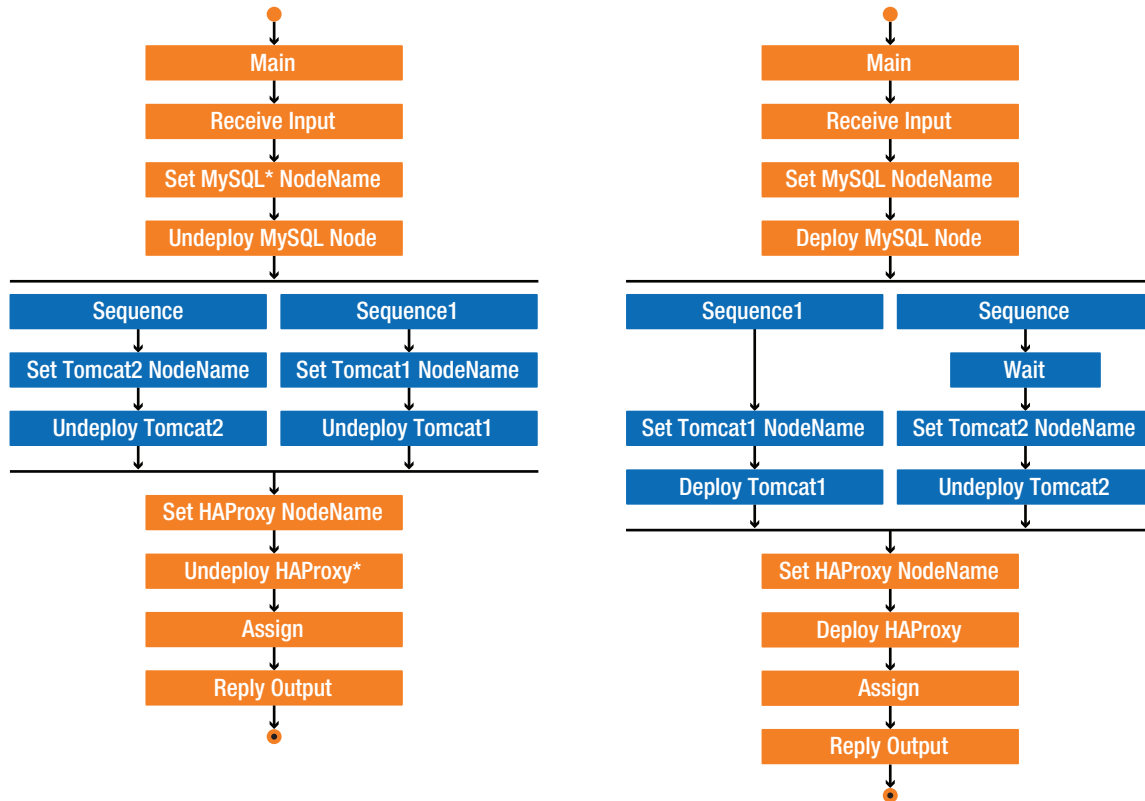 Main
Receive Input
Set MySQL* NodeName
Undeploy MySQL Node
Sequence
Sequence1
Set Tomcat2 NodeName
Set Tomcat1 NodeName
Undeploy Tomcat2
Undeploy Tomcat1
Set HAProxy NodeName
Undeploy HAProxy*
Assign
Reply Output
Main
Receive Input
Set MySQL NodeName
Deploy MySQL Node
Sequence1
Sequence
Wait
Set Tomcat1 NodeName
Set Tomcat2 NodeName
Deploy Tomcat1
Undeploy Tomcat2
Set HAProxy NodeName
Deploy HAProxy
Assign
Reply Output